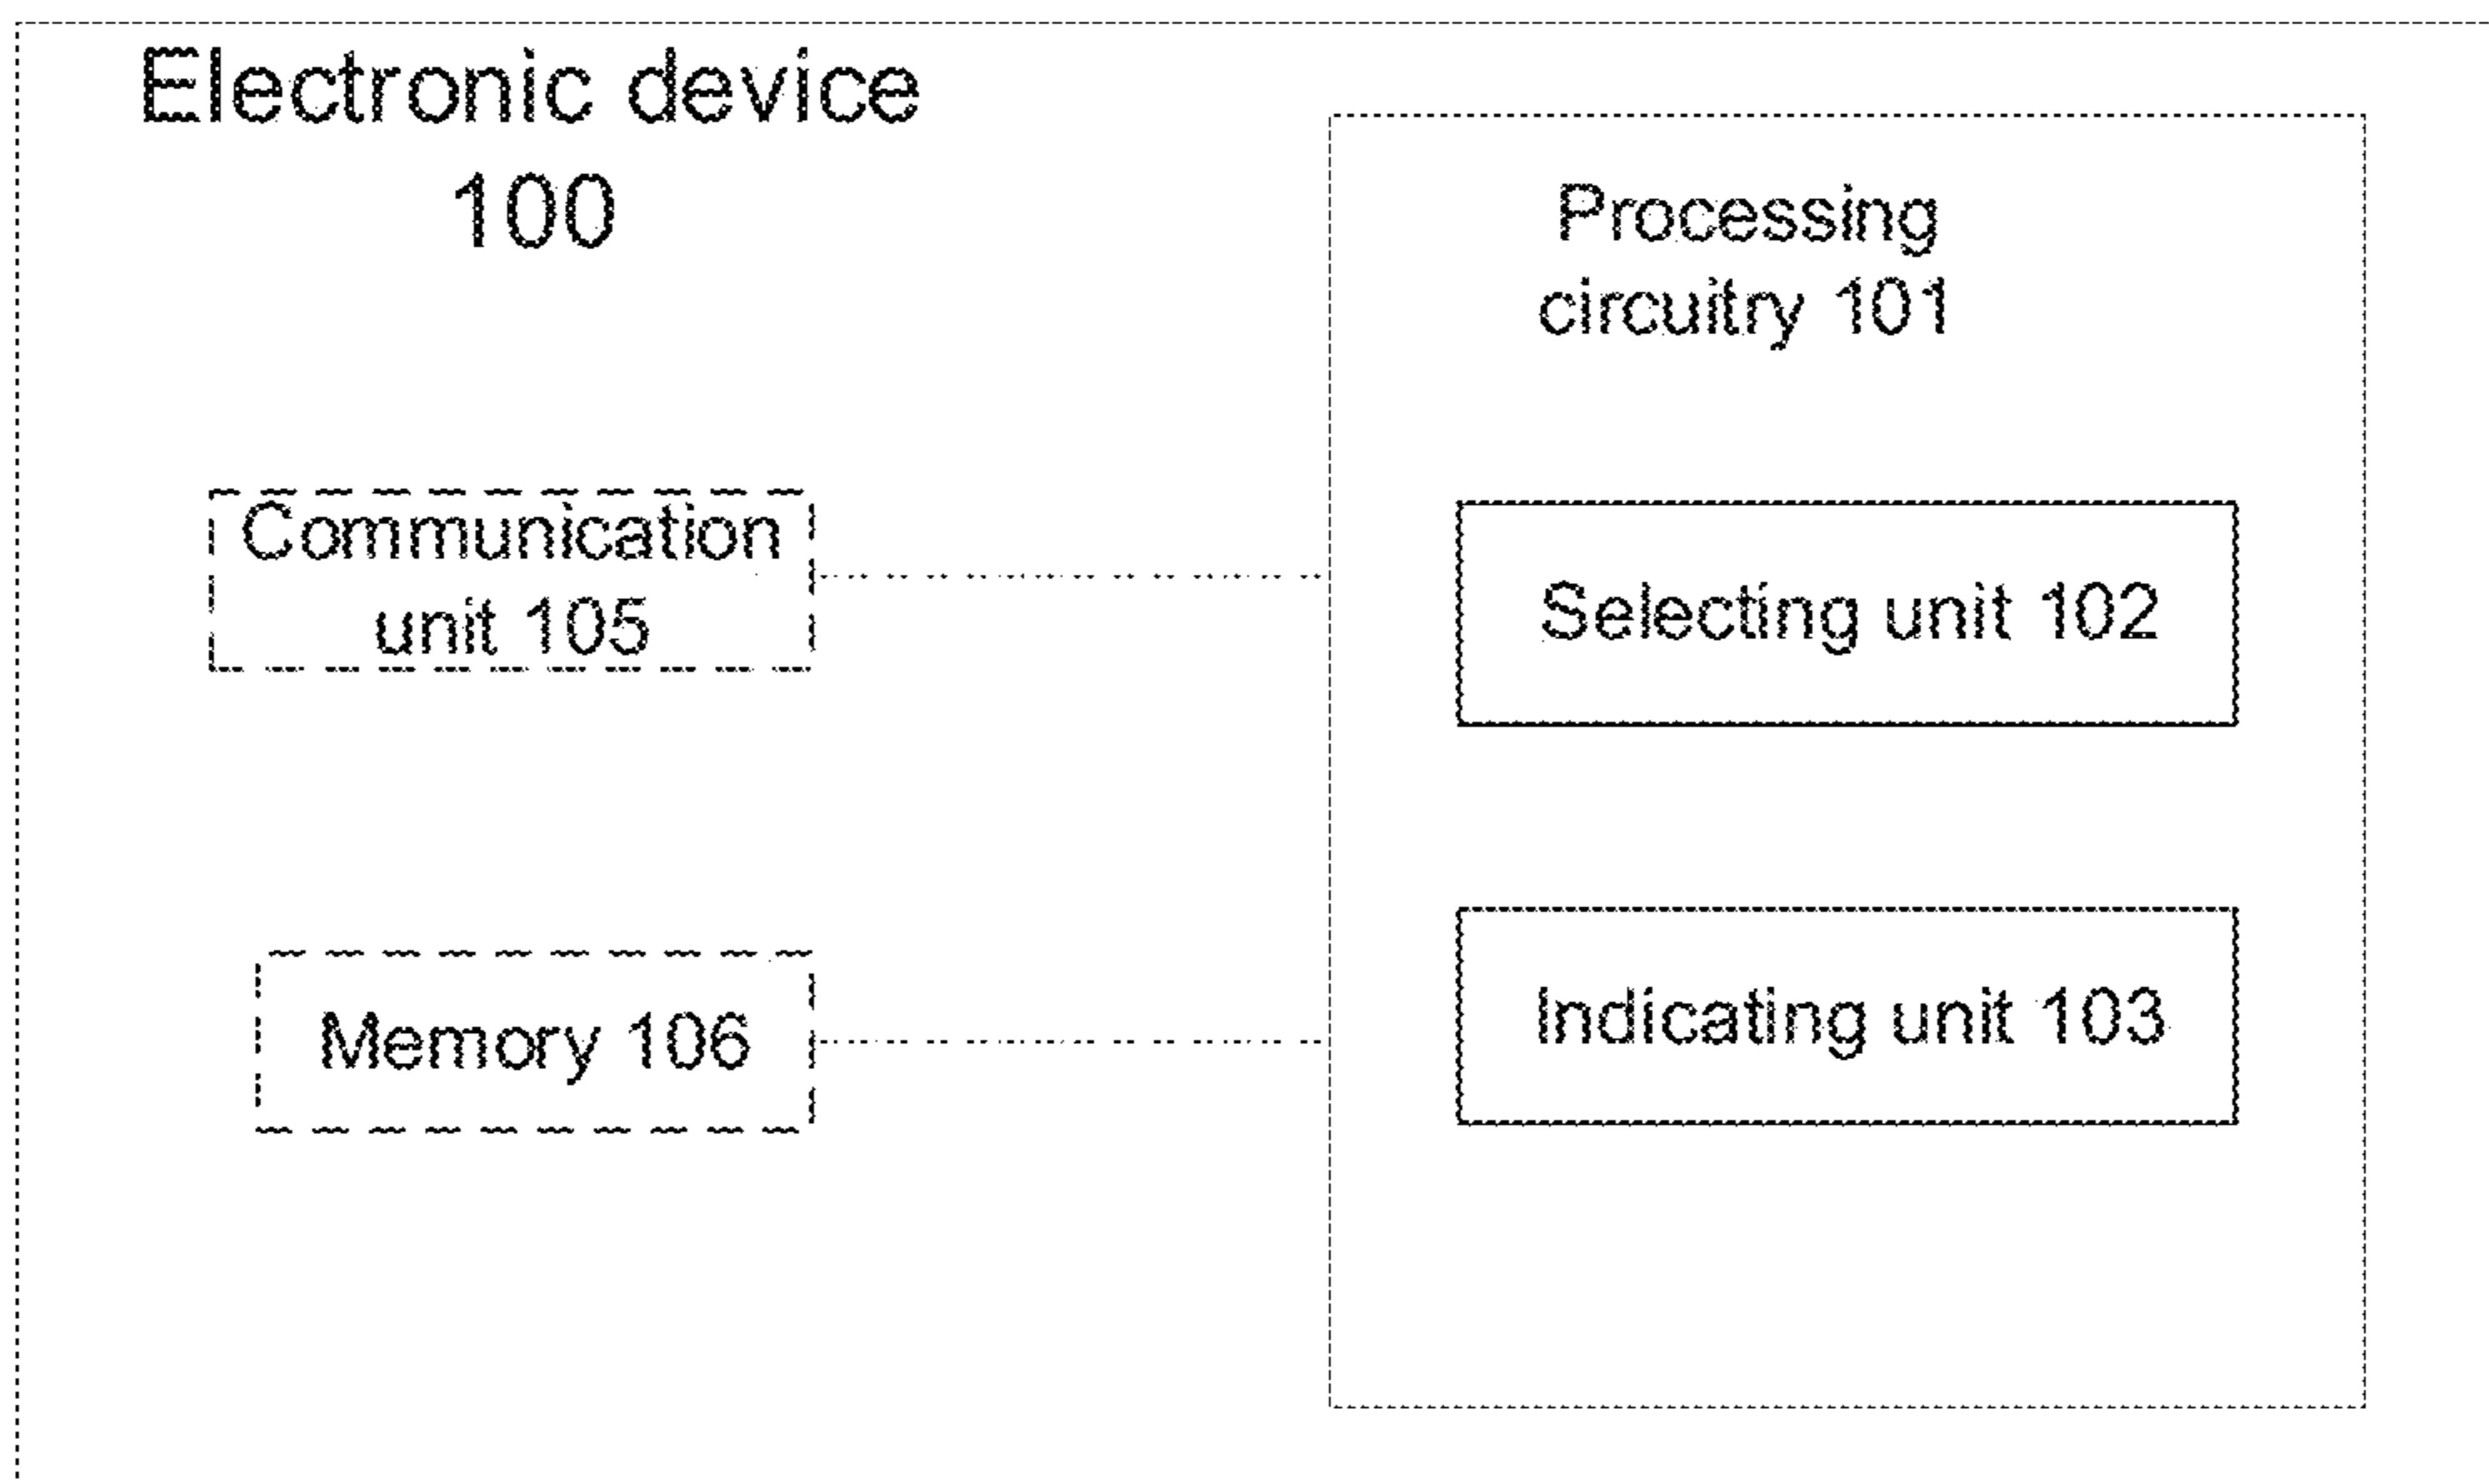 Electronic device
100
Processing
circuitry 101
Communication
unit 105
Selecting unit 102
Memory 106
Indicating unit 103